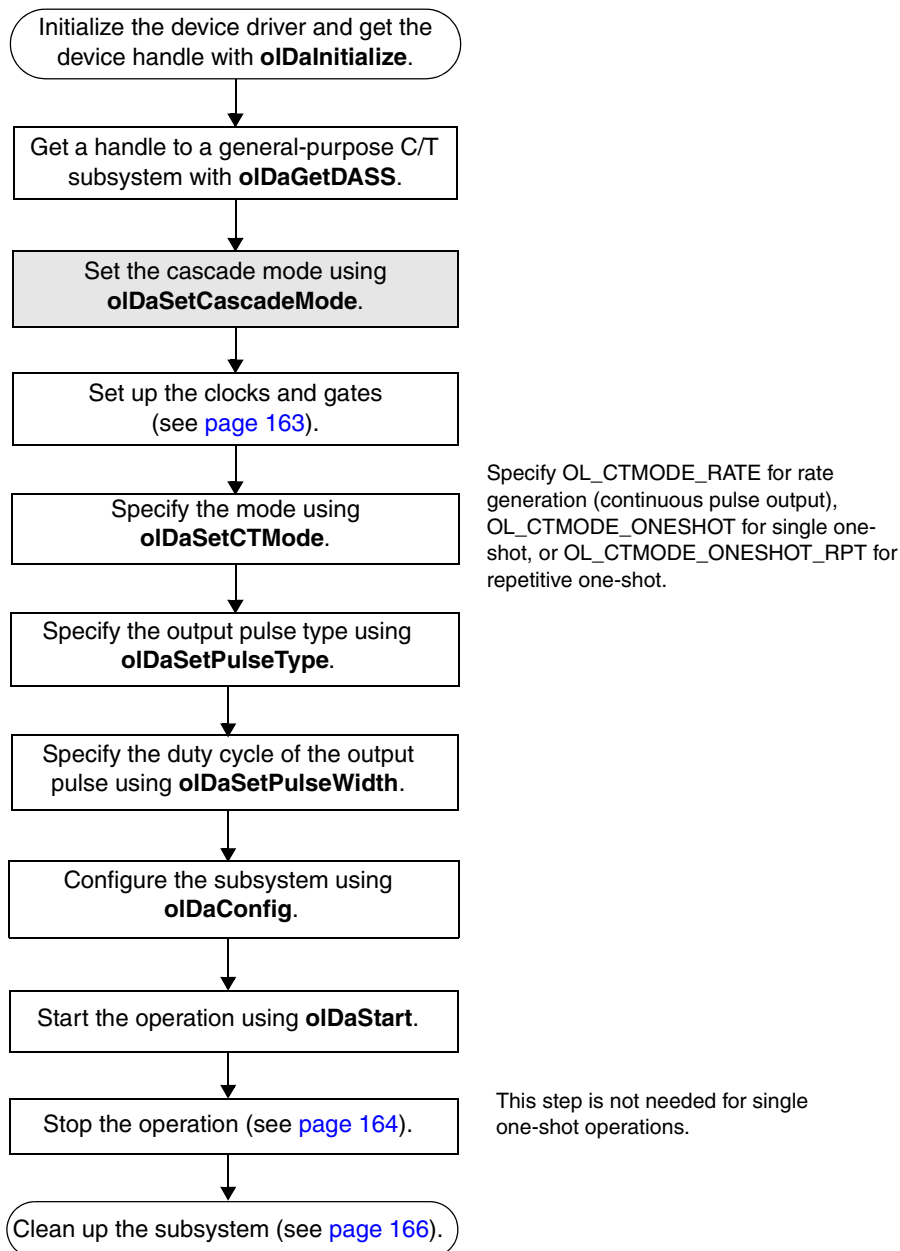 Initialize the device driver and get the
device handle with olDaInitialize.
Get a handle to a general-purpose C/T
subsystem with olDaGetDASS.
Set the cascade mode using
olDaSetCascadeMode.
Set up the clocks and gates
(see page 163).
Specify the mode using
olDaSetCTMode.
Specify OL_CTMODE_RATE for rate
generation (continuous pulse output),
OL_CTMODE_ONESHOT for single one-
shot, or OL_CTMODE_ONESHOT_RPT for
repetitive one-shot.
Specify the output pulse type using
olDaSetPulseType.
Specify the duty cycle of the output
pulse using olDaSetPulseWidth.
Configure the subsystem using
olDaConfig.
Start the operation using olDaStart.
Stop the operation (see page 164).
This step is not needed for single
one-shot operations.
Clean up the subsystem (see page 166).